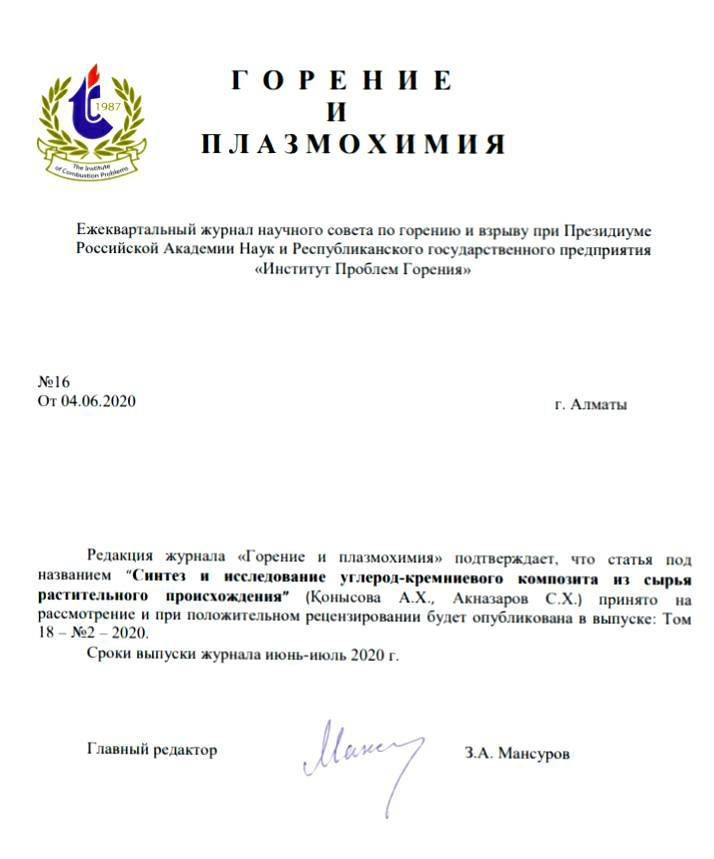 ГОРЕНИЕ
И
ПЛАЗМОХИМИЯ
1987
The Institute
of Combustion Problems
Ежеквартальный журнал научного совета по горению и взрыву при Президиуме
Российской Академии Наук и Республиканского государственного предприятия
«Институт Проблем Горения»
№16
От 04.06.2020
г. Алматы
Редакция журнала «Горение и плазмохимия» подтверждает, что статья под
названием "Синтез и исследование углерод-кремниевого композита из сырья
растительного происхождения" (Қонысова А.Х., Акназаров С.Х.) принято на
рассмотрение и при положительном рецензировании будет опубликована в выпуске: Том
18 – №2 – 2020.
Сроки выпуски журнала июнь-июль 2020 г.
Главный редактор
З.А. Мансуров